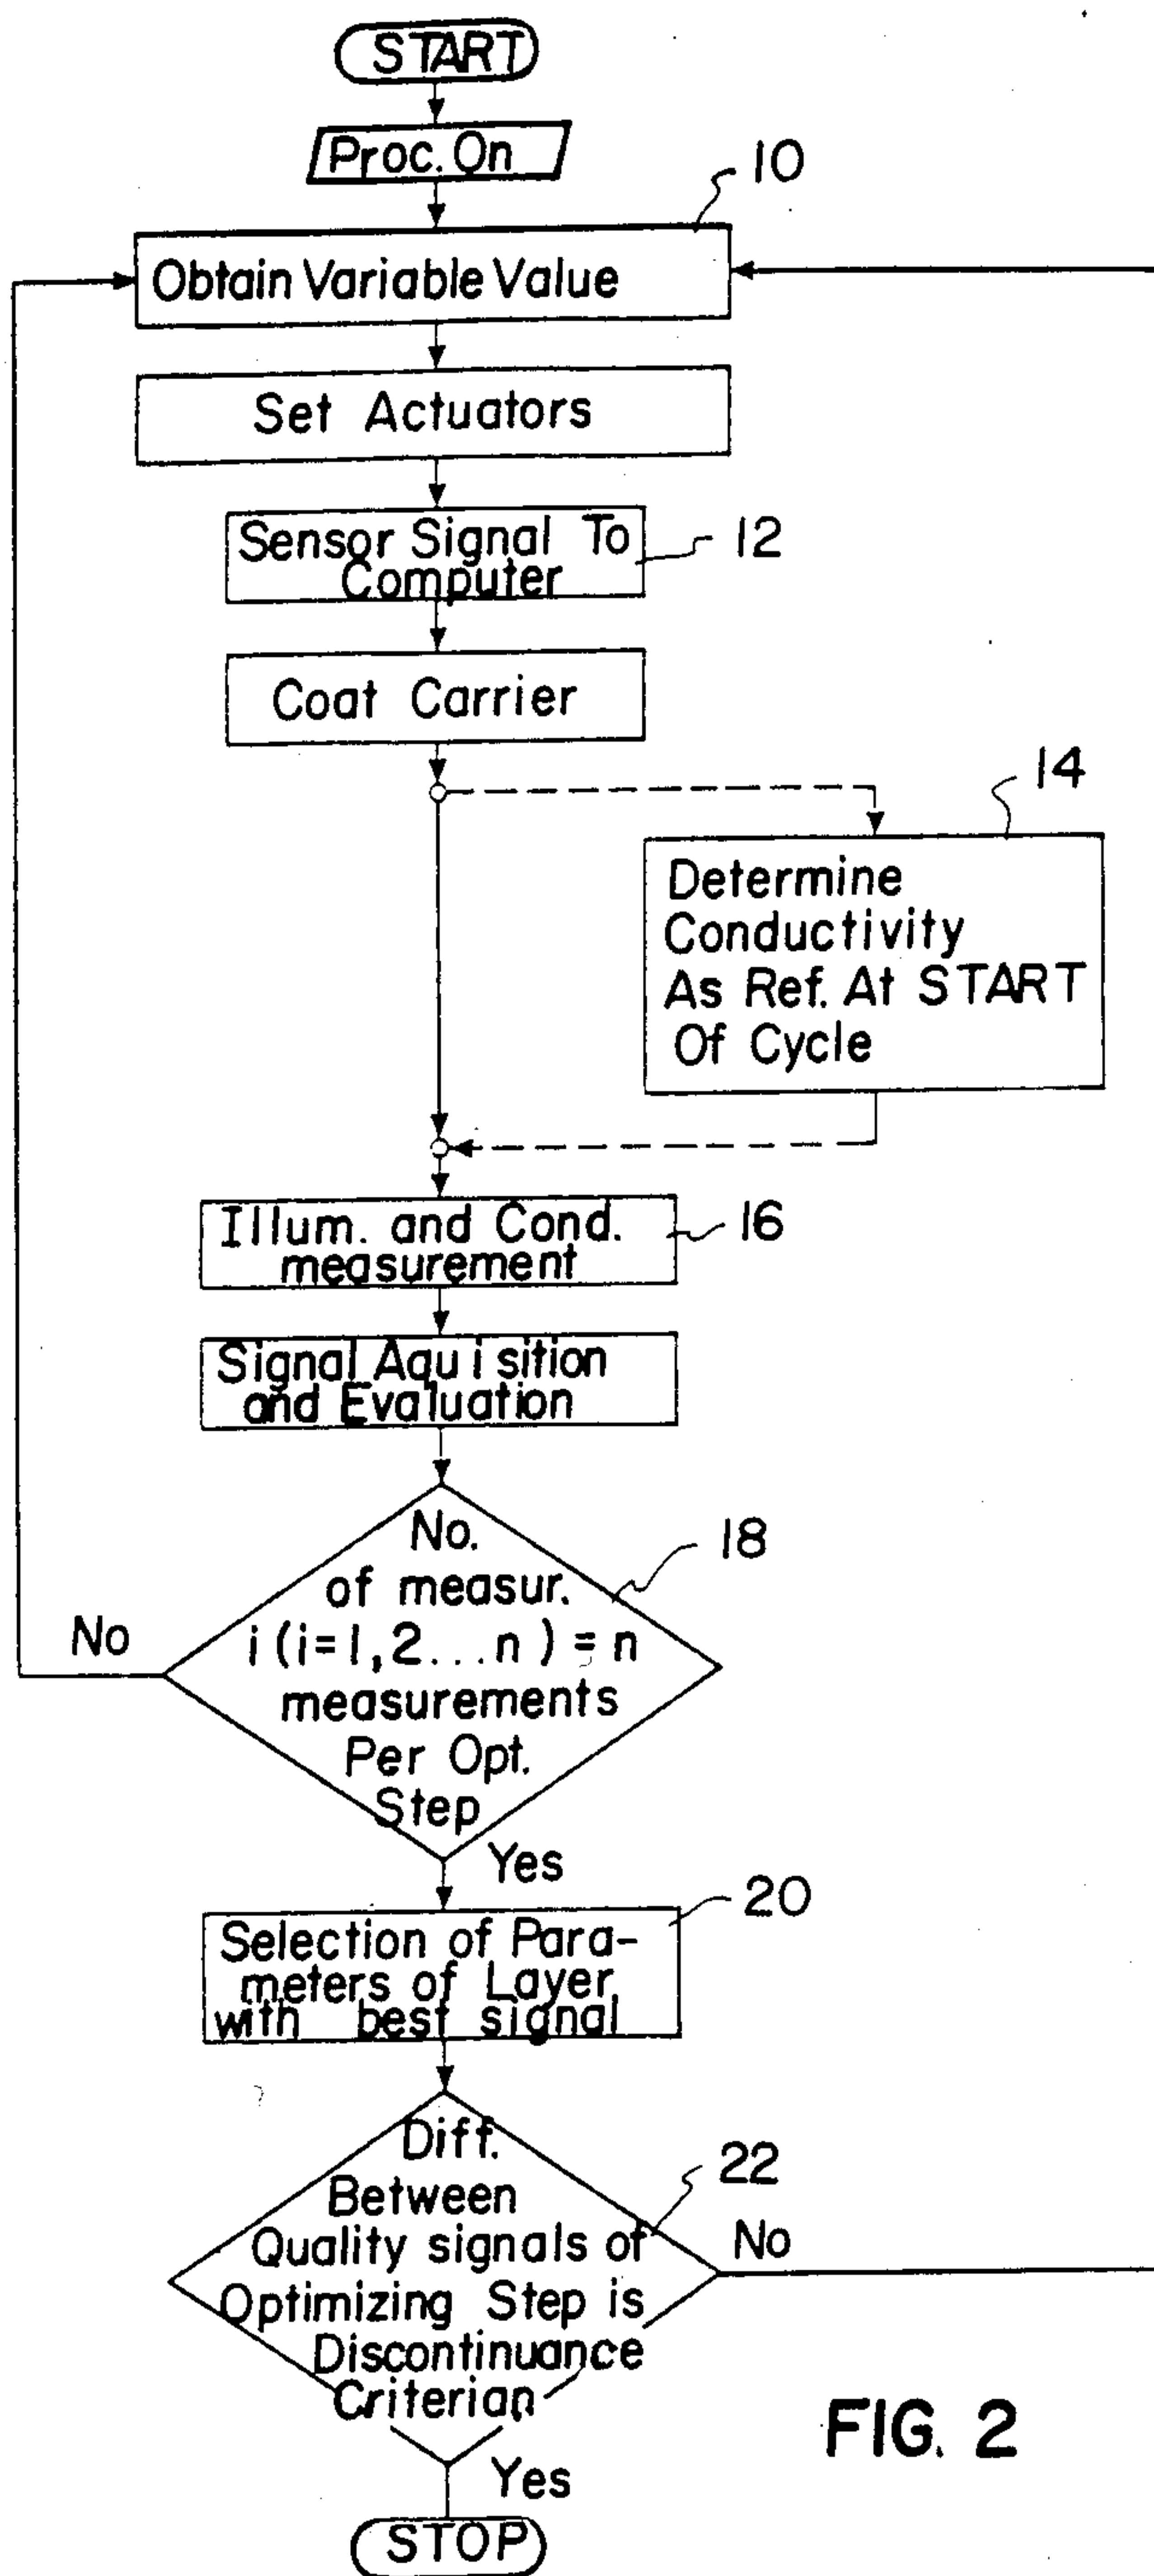 START
Proc. On
10
Obtain Variable Value
Set Actuators
Sensor Signal To
Computer
12
Coat Carrier
14
Determine
Conductivity
As Ref. At START
Of Cycle
Illum. and Cond.
measurement
16
Signal Aquisition
and Evaluation
No.
of measur.
i (i=1,2...n) = n
measurements
Per Opt.
Step
18
No
Yes
20
Selection of Para-
meters of Layer
with best signal
Diff.
Between
Quality signals of
Optimizing Step is
Discontinuance
Criterian
22
No
Yes
STOP
FIG. 2